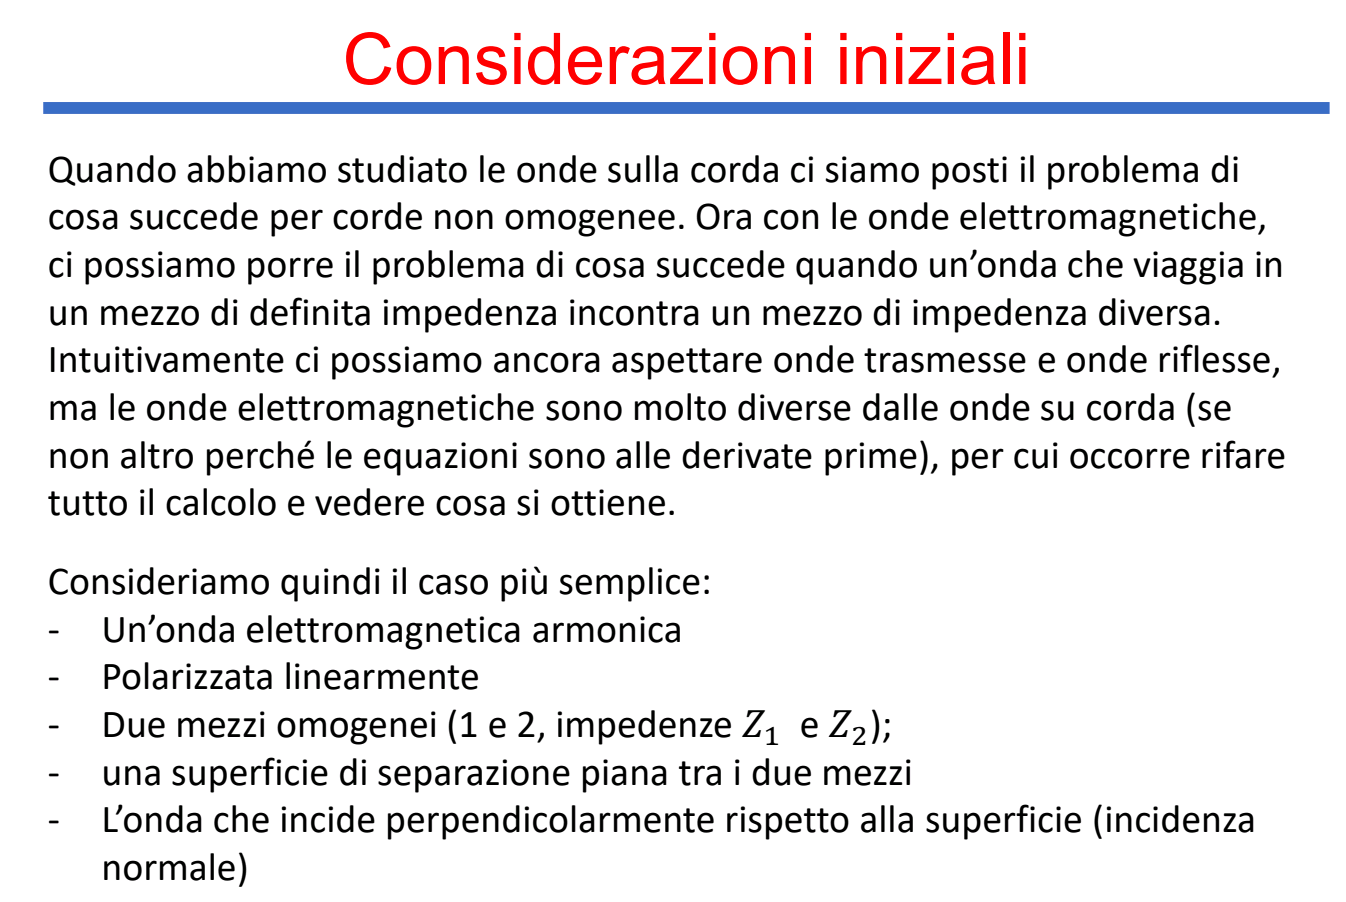 Considerazioni iniziali
Quando abbiamo studiato le onde sulla corda ci siamo posti il problema di
cosa succede per corde non omogenee. Ora con le onde elettromagnetiche,
ci possiamo porre il problema di cosa succede quando un’onda che viaggia in
un mezzo di definita impedenza incontra un mezzo di impedenza diversa.
Intuitivamente ci possiamo ancora aspettare onde trasmesse e onde riflesse,
ma le onde elettromagnetiche sono molto diverse dalle onde su corda (se
non altro perché le equazioni sono alle derivate prime), per cui occorre rifare
tutto il calcolo e vedere cosa si ottiene.
Consideriamo quindi il caso più semplice:
- Un’onda elettromagnetica armonica
- Polarizzata linearmente
- Due mezzi omogenei (1 e 2, impedenze Z₁ e Z₂);
- una superficie di separazione piana tra i due mezzi
- L’onda che incide perpendicolarmente rispetto alla superficie (incidenza
normale)